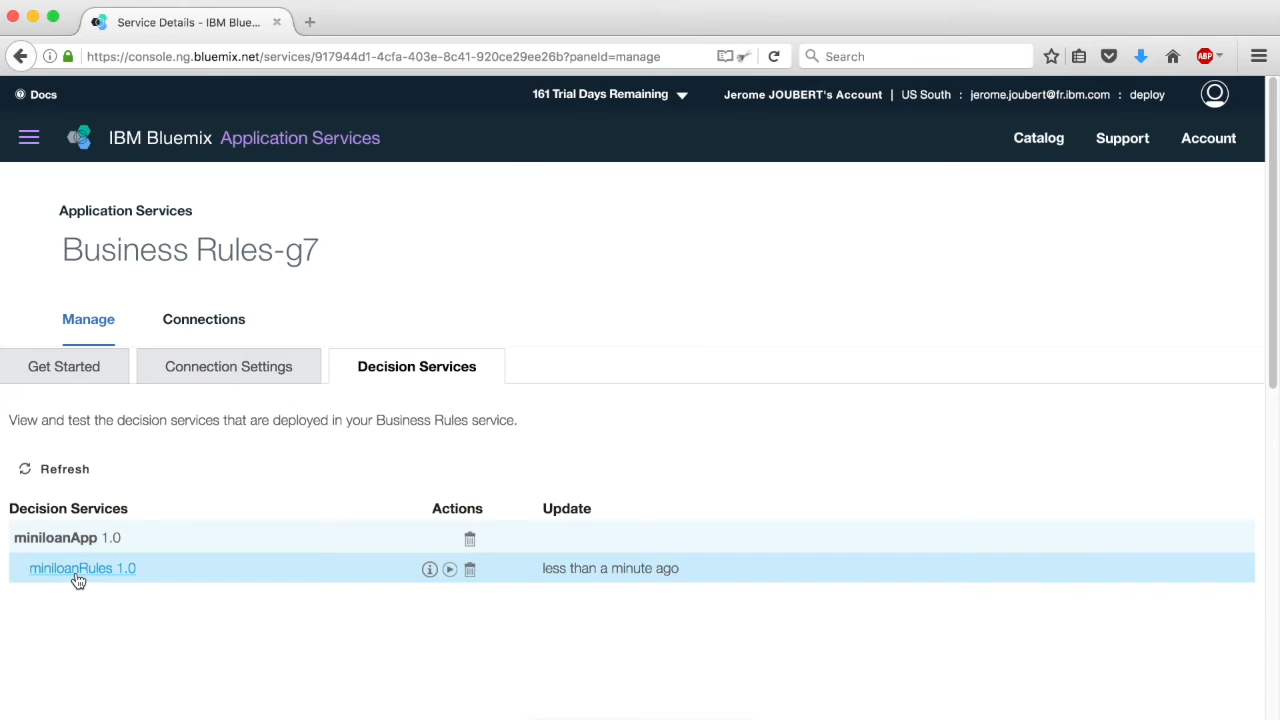 Service Details - IBM Blue...
https://console.ng.bluemix.net/services/917944d1-4cfa-403e-8c41-920ce29ee26b?paneId=manage
Search
ABP
Docs
161 Trial Days Remaining
Jerome JOUBERT's Account | US South : jerome.joubert@fr.ibm.com : deploy
IBM Bluemix Application Services
Catalog Support Account
Application Services
Business Rules-g7
Manage Connections
Get Started Connection Settings Decision Services
View and test the decision services that are deployed in your Business Rules service.
Refresh
Decision Services Actions Update
miniloanApp 1.0
miniloanRules 1.0 less than a minute ago